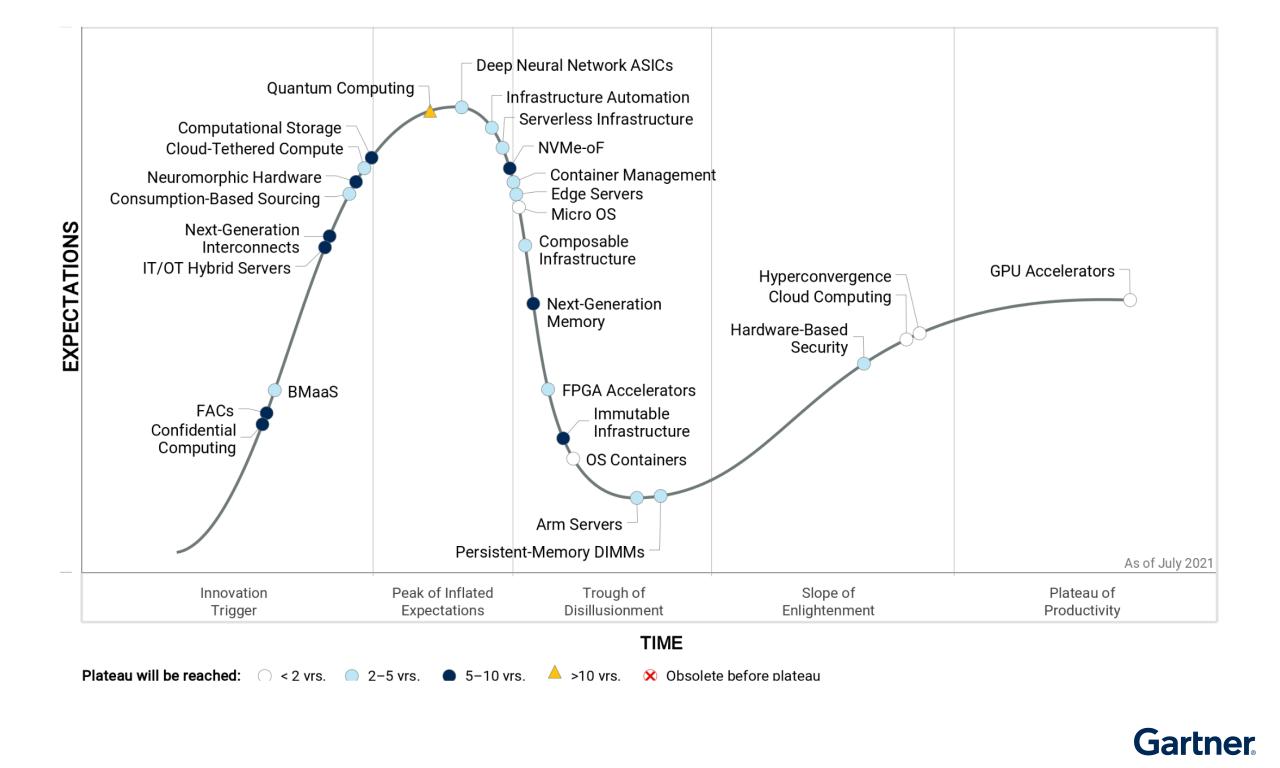 Deep Neural Network ASICs
Quantum Computing
Infrastructure Automation
Serverless Infrastructure
Computational Storage
NVMe-oF
Cloud-Tethered Compute
Container Management
Neuromorphic Hardware
Edge Servers
Consumption-Based Sourcing
Micro OS
Next-Generation
Interconnects
Composable
Infrastructure
IT/OT Hybrid Servers
GPU Accelerators
Hyperconvergence
Cloud Computing
Next-Generation
Memory
Hardware-Based
Security
EXPECTATIONS
BMaaS
FPGA Accelerators
FACs
Immutable
Infrastructure
Confidential
Computing
OS Containers
Arm Servers
Persistent-Memory DIMMs
As of July 2021
Innovation
Trigger
Peak of Inflated
Expectations
Trough of
Disillusionment
Slope of
Enlightenment
Plateau of
Productivity
TIME
Plateau will be reached: < 2 yrs. 2–5 yrs. 5–10 yrs. >10 yrs. Obsolete before plateau
Gartner®